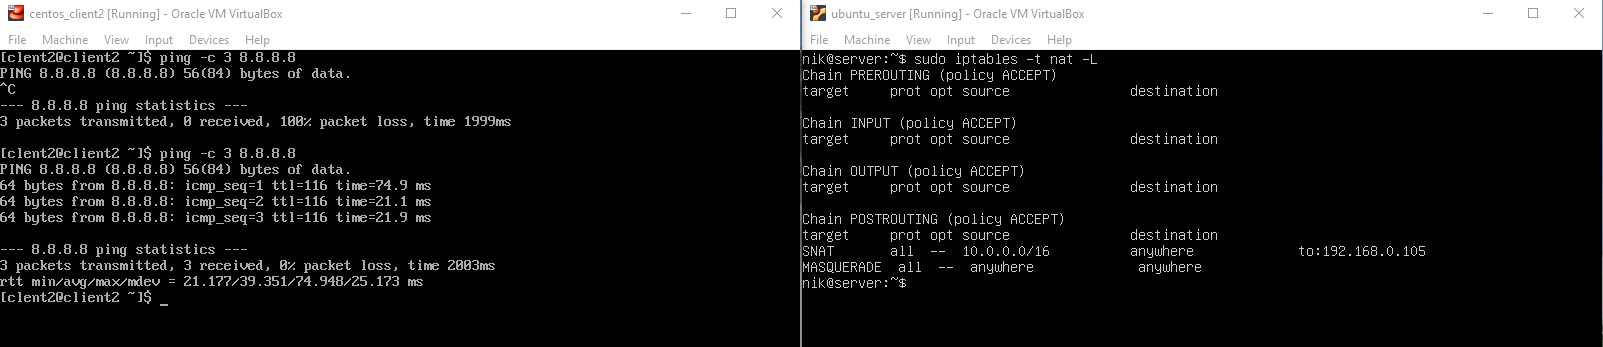 centos_client2 [Running] - Oracle VM VirtualBox
File Machine View Input Devices Help
[clent2@client2 ~]$ ping -c 3 8.8.8.8
PING 8.8.8.8 (8.8.8.8) 56(84) bytes of data.
^C
--- 8.8.8.8 ping statistics ---
3 packets transmitted, 0 received, 100% packet loss, time 1999ms
[clent2@client2 ~]$ ping -c 3 8.8.8.8
PING 8.8.8.8 (8.8.8.8) 56(84) bytes of data.
64 bytes from 8.8.8.8: icmp_seq=1 ttl=116 time=74.9 ms
64 bytes from 8.8.8.8: icmp_seq=2 ttl=116 time=21.1 ms
64 bytes from 8.8.8.8: icmp_seq=3 ttl=116 time=21.9 ms
--- 8.8.8.8 ping statistics ---
3 packets transmitted, 3 received, 0% packet loss, time 2003ms
rtt min/avg/max/mdev = 21.177/39.351/74.948/25.173 ms
[clent2@client2 ~]$ _
ubuntu_server [Running] - Oracle VM VirtualBox
File Machine View Input Devices Help
nik@server:~$ sudo iptables -t nat -L
Chain PREROUTING (policy ACCEPT)
target prot opt source destination
Chain INPUT (policy ACCEPT)
target prot opt source destination
Chain OUTPUT (policy ACCEPT)
target prot opt source destination
Chain POSTROUTING (policy ACCEPT)
target prot opt source destination
SNAT all -- 10.0.0.0/16 anywhere to:192.168.0.105
MASQUERADE all -- anywhere anywhere
nik@server:~$